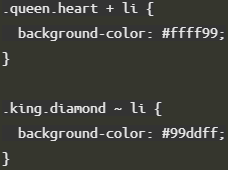 .queen.heart + li {
  background-color: #ffff99;
}

.king.diamond ~ li {
  background-color: #99ddff;
}